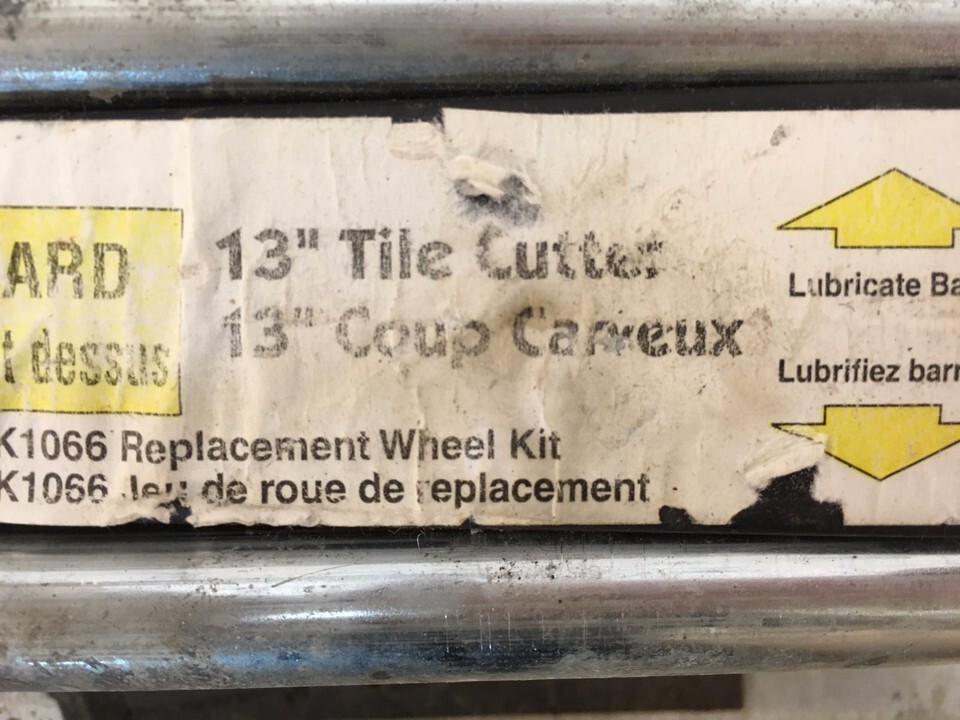 ARD
t dessus
13" Tile Cutter
13" Coup Carreux
K1066 Replacement Wheel Kit
K1066 Jeu de roue de replacement
Lubricate Ba
Lubrifiez barr